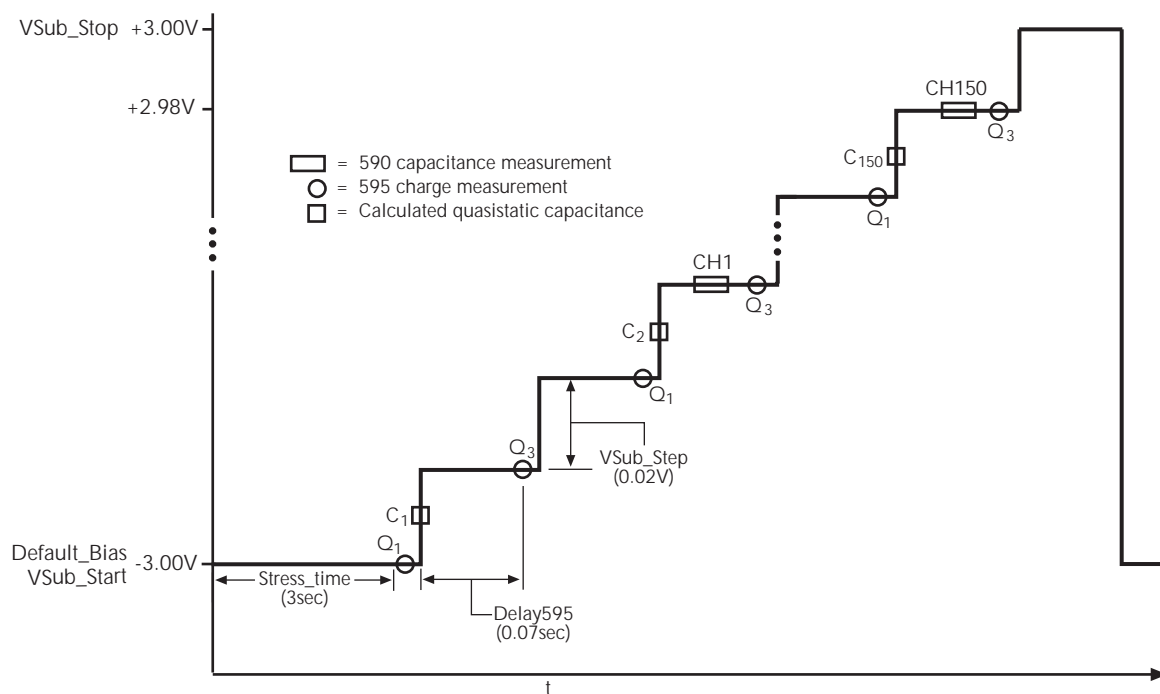 VSub_Stop +3.00V
+2.98V
CH150
Q3
C150
Q1
= 590 capacitance measurement
= 595 charge measurement
= Calculated quasistatic capacitance
CH1
Q3
C2
Q1
VSub_Step
(0.02V)
Q3
C1
Q1
Default_Bias
VSub_Start
-3.00V
Stress_time
(3sec)
Delay595
(0.07sec)
t